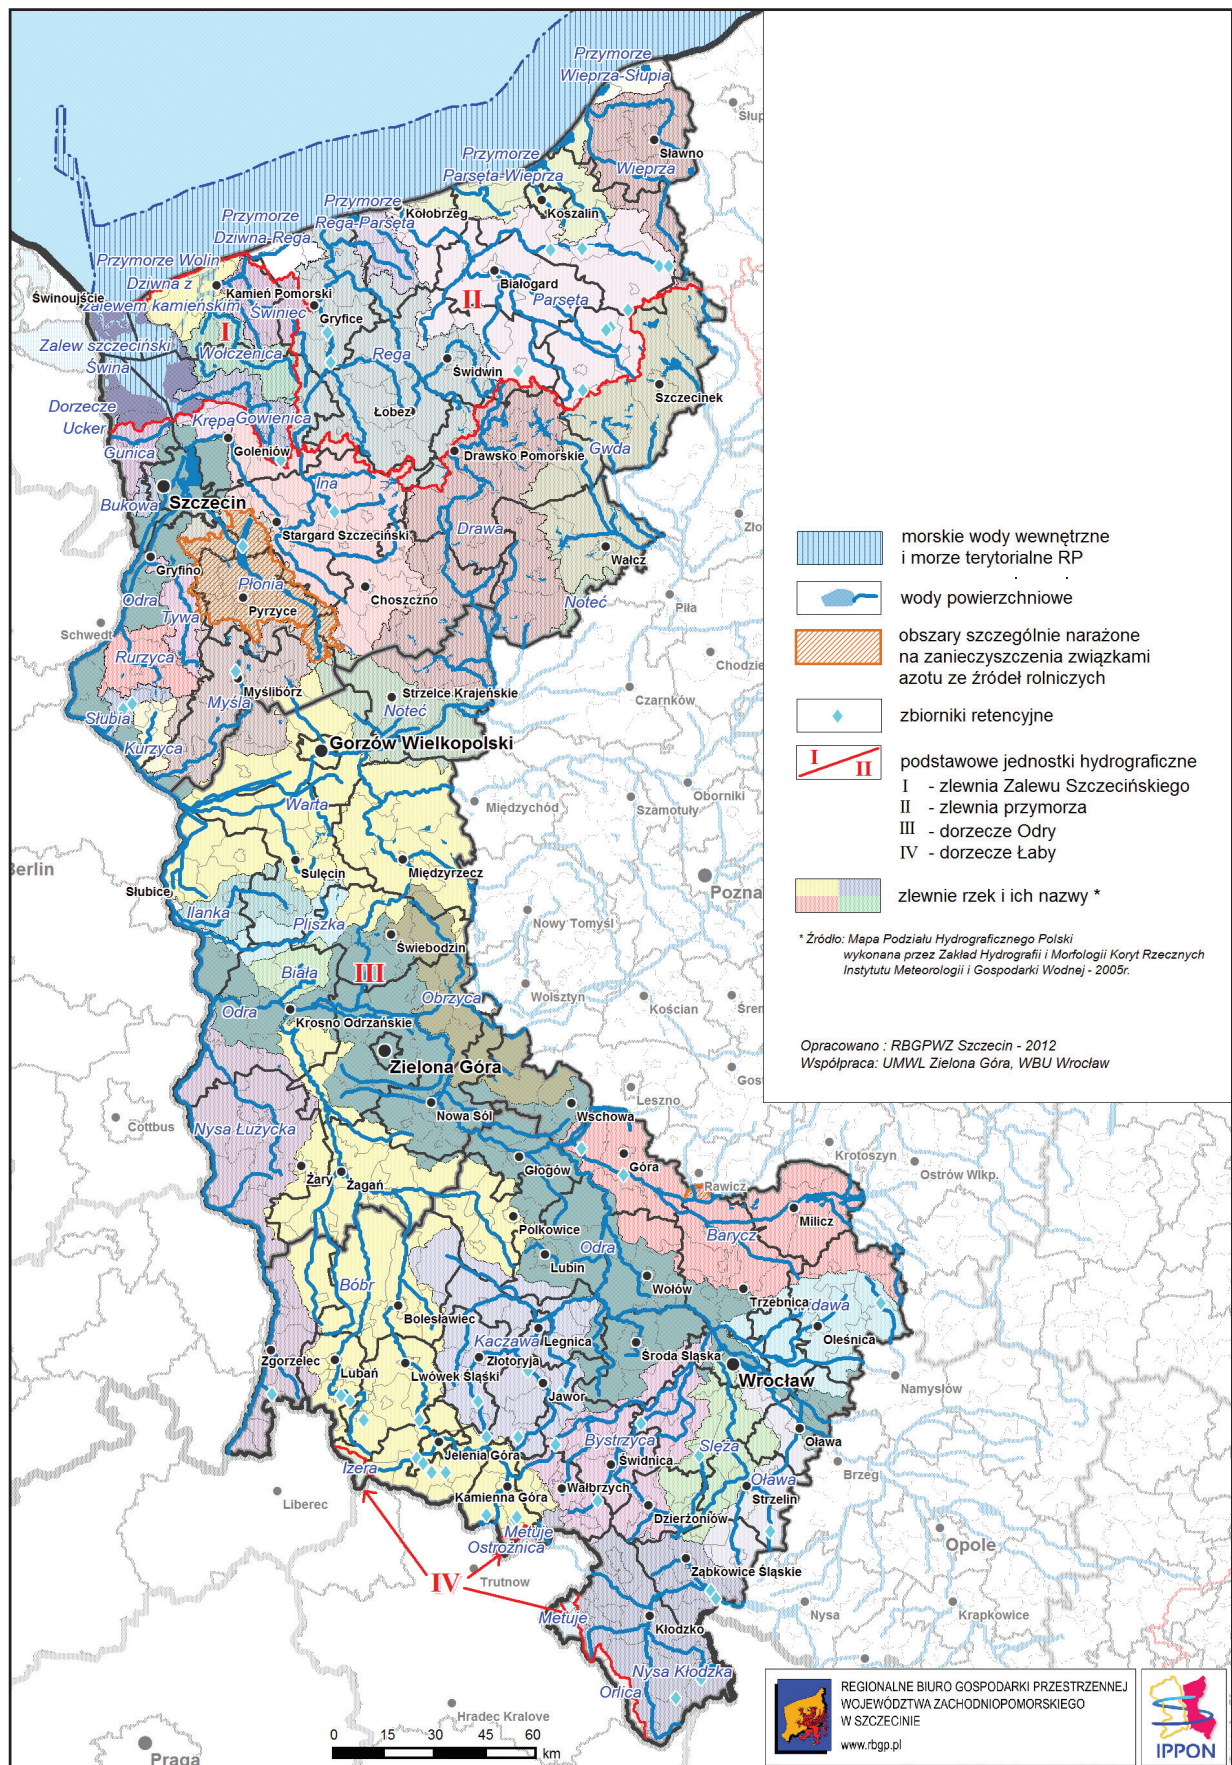 Przymorze
Wieprza-Słupia
Sławno
Wieprza
Przymorze
Parsęta-Wieprza
Koszalin
Kołobrzeg
Przymorze
Rega-Parsęta
Przymorze
Dziwna-Rega
Przymorze Wolin
Dziwna z
zalewem kamieńskim
Kamień Pomorski
Świnoujście
Świniec
Gryfice
Białogard
Parsęta
II
I
Wołczenica
Zalew szczeciński
Świna
Rega
Świdwin
Szczecinek
Dorzecze
Ucker
Łobez
Krępa
Gowienica
Gunica
Goleniów
Drawsko Pomorskie
Gwda
Ina
Bukowa
Szczecin
Stargard Szczeciński
Drawa
Wałcz
Gryfino
Płonia
Pyrzyce
Choszczno
Noteć
Piła
Odra
Tywa
Schwedt
Rurzyca
Chodzie
Myślibórz
Strzelce Krajeńskie
Czarnków
Myśla
Noteć
Słubia
Kurzyca
Gorzów Wielkopolski
Międzychód
Oborniki
Szamotuły
Warta
Berlin
Sulęcin
Międzyrzecz
Słubice
Pozna
Ilanka
Pliszka
Nowy Tomyśl
Świebodzin
Biała
III
Obrzyca
Wolsztyn
Kościan
Śren
Odra
Krosno Odrzańskie
Zielona Góra
Gost
Leszno
Cottbus
Nysa Łużycka
Nowa Sól
Wschowa
Krotoszyn
Ostrów Wlkp.
Głogów
Góra
Rawicz
Żary
Żagań
Milicz
Polkowice
Barycz
Odra
Lubin
Bóbr
Wołów
Trzebnica
Bolesławiec
Oleśnica
Kaczawa
Legnica
Złotoryja
Środa Śląska
Zgorzelec
Lubań
Lwówek Śląski
Wrocław
Jawor
Namysłów
Bystrzyca
Ślęza
Oława
Jelenia Góra
Świdnica
Izera
Brzeg
Oława
Strzelin
Liberec
Kamienna Góra
Wałbrzych
Dzierżoniów
Metuje
Ostrożnica
Opole
IV
Trutnow
Ząbkowice Śląskie
Metuje
Kłodzko
Nysa
Krapkowice
Nysa Kłodzka
Orlica
Hradec Kralove
Praga
0 15 30 45 60
km
morskie wody wewnętrzne
i morze terytorialne RP
wody powierzchniowe
obszary szczególnie narażone
na zanieczyszczenia związkami
azotu ze źródeł rolniczych
zbiorniki retencyjne
I II
podstawowe jednostki hydrograficzne
I - zlewnia Zalewu Szczecińskiego
II - zlewnia przymorza
III - dorzecze Odry
IV - dorzecze Łaby
zlewnie rzek i ich nazwy *
* Źródło: Mapa Podziału Hydrograficznego Polski
wykonana przez Zakład Hydrografii i Morfologii Koryt Rzecznych
Instytutu Meteorologii i Gospodarki Wodnej - 2005r.
Opracowano : RBGPWZ Szczecin - 2012
Współpraca: UMWL Zielona Góra, WBU Wrocław
REGIONALNE BIURO GOSPODARKI PRZESTRZENNEJ
WOJEWÓDZTWA ZACHODNIOPOMORSKIEGO
W SZCZECINIE
www.rbgp.pl
IPPON